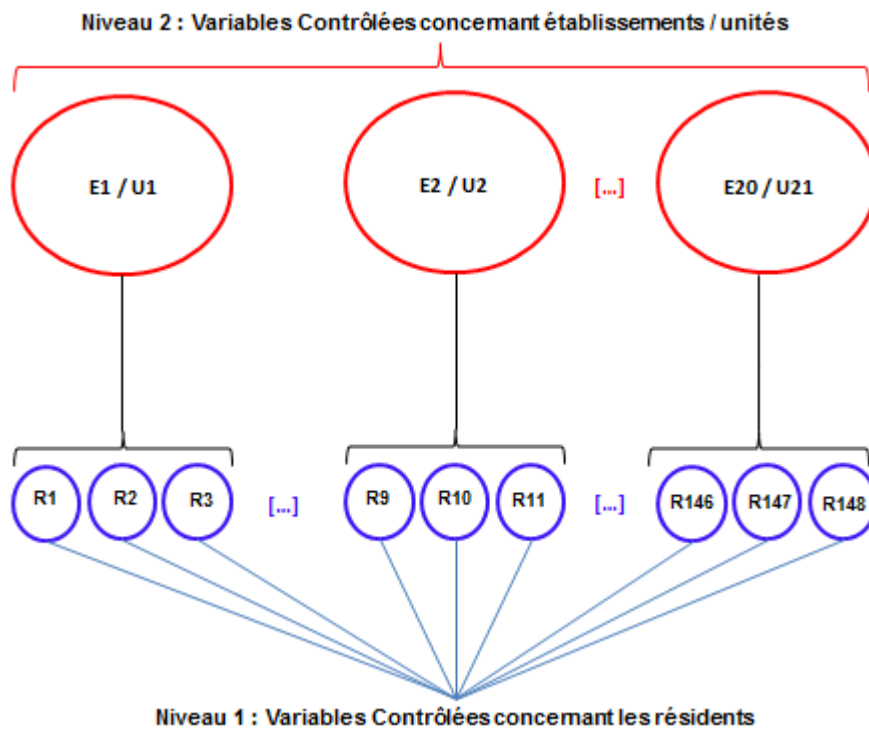 Niveau 2 : Variables Contrôlées concernant établissements / unités
E1 / U1
E2 / U2
[...]
E20 / U21
R1
R2
R3
[...]
R9
R10
R11
[...]
R146
R147
R148
Niveau 1 : Variables Contrôlées concernant les résidents